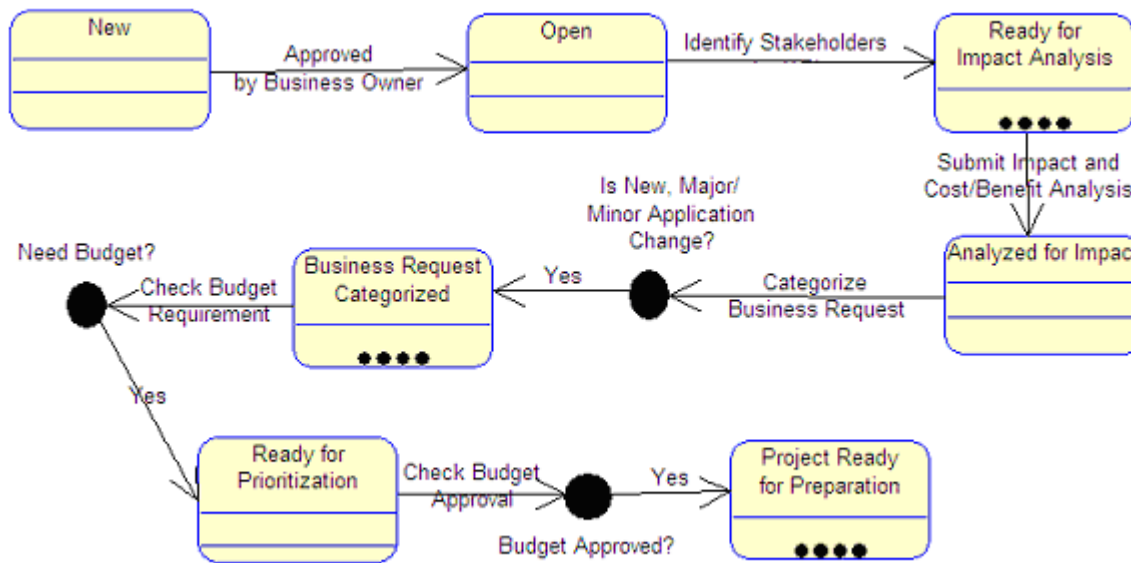 New
Approved
by Business Owner
Open
Identify Stakeholders
Ready for
Impact Analysis
Submit Impact and
Cost/Benefit Analysis
Analyzed for Impact
Categorize
Business Request
Is New, Major/
Minor Application
Change?
Yes
Business Request
Categorized
Check Budget
Requirement
Need Budget?
Yes
Ready for
Prioritization
Check Budget
Approval
Budget Approved?
Yes
Project Ready
for Preparation